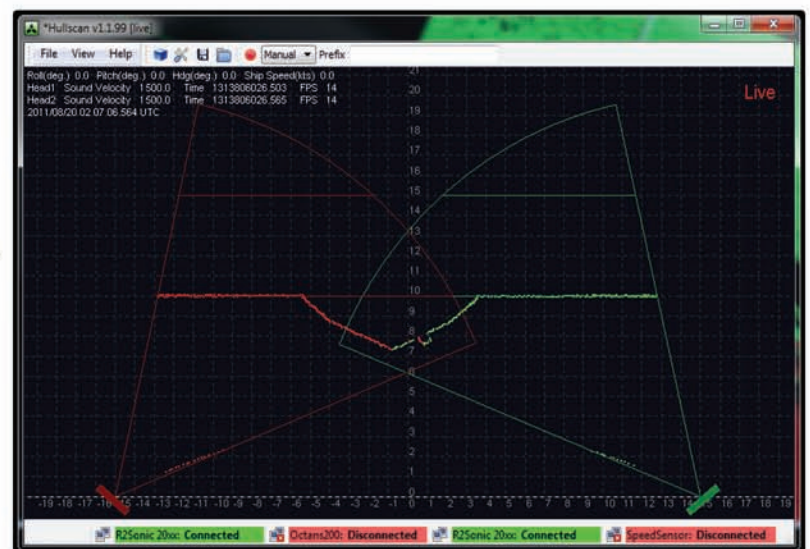 *Hullscan v1.1.99 [live]
File View Help Manual Prefix
Roll(deg.) 0.0 Pitch(deg.) 0.0 Hdg(deg.) 0.0 Ship Speed(kts) 0.0
Head1 Sound Velocity 1500.0 Time 1313806026.503 FPS 14
Head2 Sound Velocity 1500.0 Time 1313806026.565 FPS 14
2011/08/20 02 07 06.564 UTC
Live
21
20
19
18
17
16
15
14
13
12
11
10
9
8
7
6
5
4
3
2
1
0
-19 -18 -17 -16 -15 -14 -13 -12 -11 -10 -9 -8 -7 -6 -5 -4 -3 -2 -1 0 1 2 3 4 5 6 7 8 9 10 11 12 13 14 15 16 17 18 19
R2Sonic 20xx: Connected Octans200: Disconnected R2Sonic 20xx: Connected SpeedSensor: Disconnected